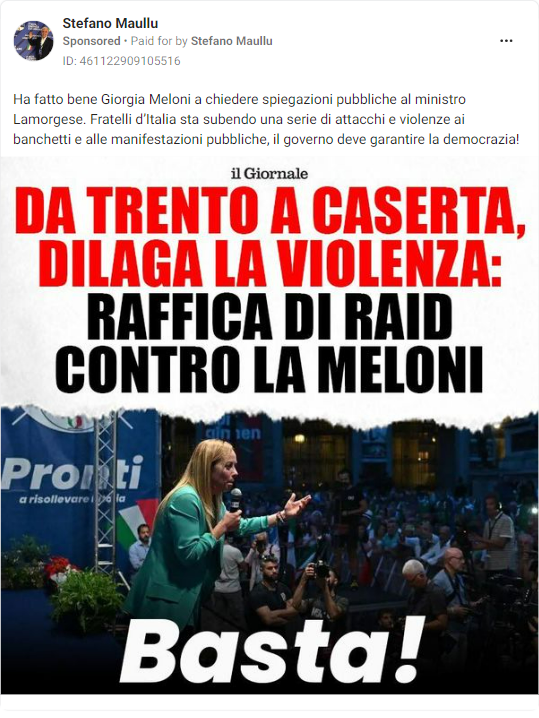 Stefano Maullu
Sponsored • Paid for by Stefano Maullu
ID: 461122909105516
Ha fatto bene Giorgia Meloni a chiedere spiegazioni pubbliche al ministro
Lamorgese. Fratelli d'Italia sta subendo una serie di attacchi e violenze ai
banchetti e alle manifestazioni pubbliche, il governo deve garantire la democrazia!
il Giornale
DA TRENTO A CASERTA,
DILAGA LA VIOLENZA:
RAFFICA DI RAID
CONTRO LA MELONI
Pronti
a risollevare
Basta!